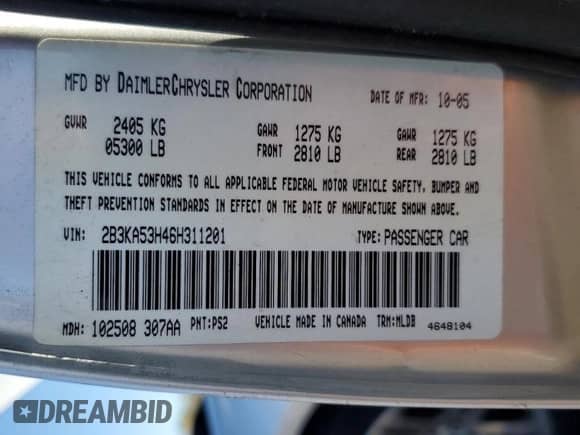 MFD BY DAIMLERCHRYSLER CORPORATION DATE OF MFR: 10-05
GVWR 2405 KG GAWR 1275 KG GAWR 1275 KG
05300 LB FRONT 2810 LB REAR 2810 LB
THIS VEHICLE CONFORMS TO ALL APPLICABLE FEDERAL MOTOR VEHICLE SAFETY, BUMPER AND
THEFT PREVENTION STANDARDS IN EFFECT ON THE DATE OF MANUFACTURE SHOWN ABOVE.
VIN: 2B3KA53H46H311201 TYPE: PASSENGER CAR
MDH: 102508 307AA PNT: PS2 VEHICLE MADE IN CANADA TRM: MLDB 4648104
DREAMBID